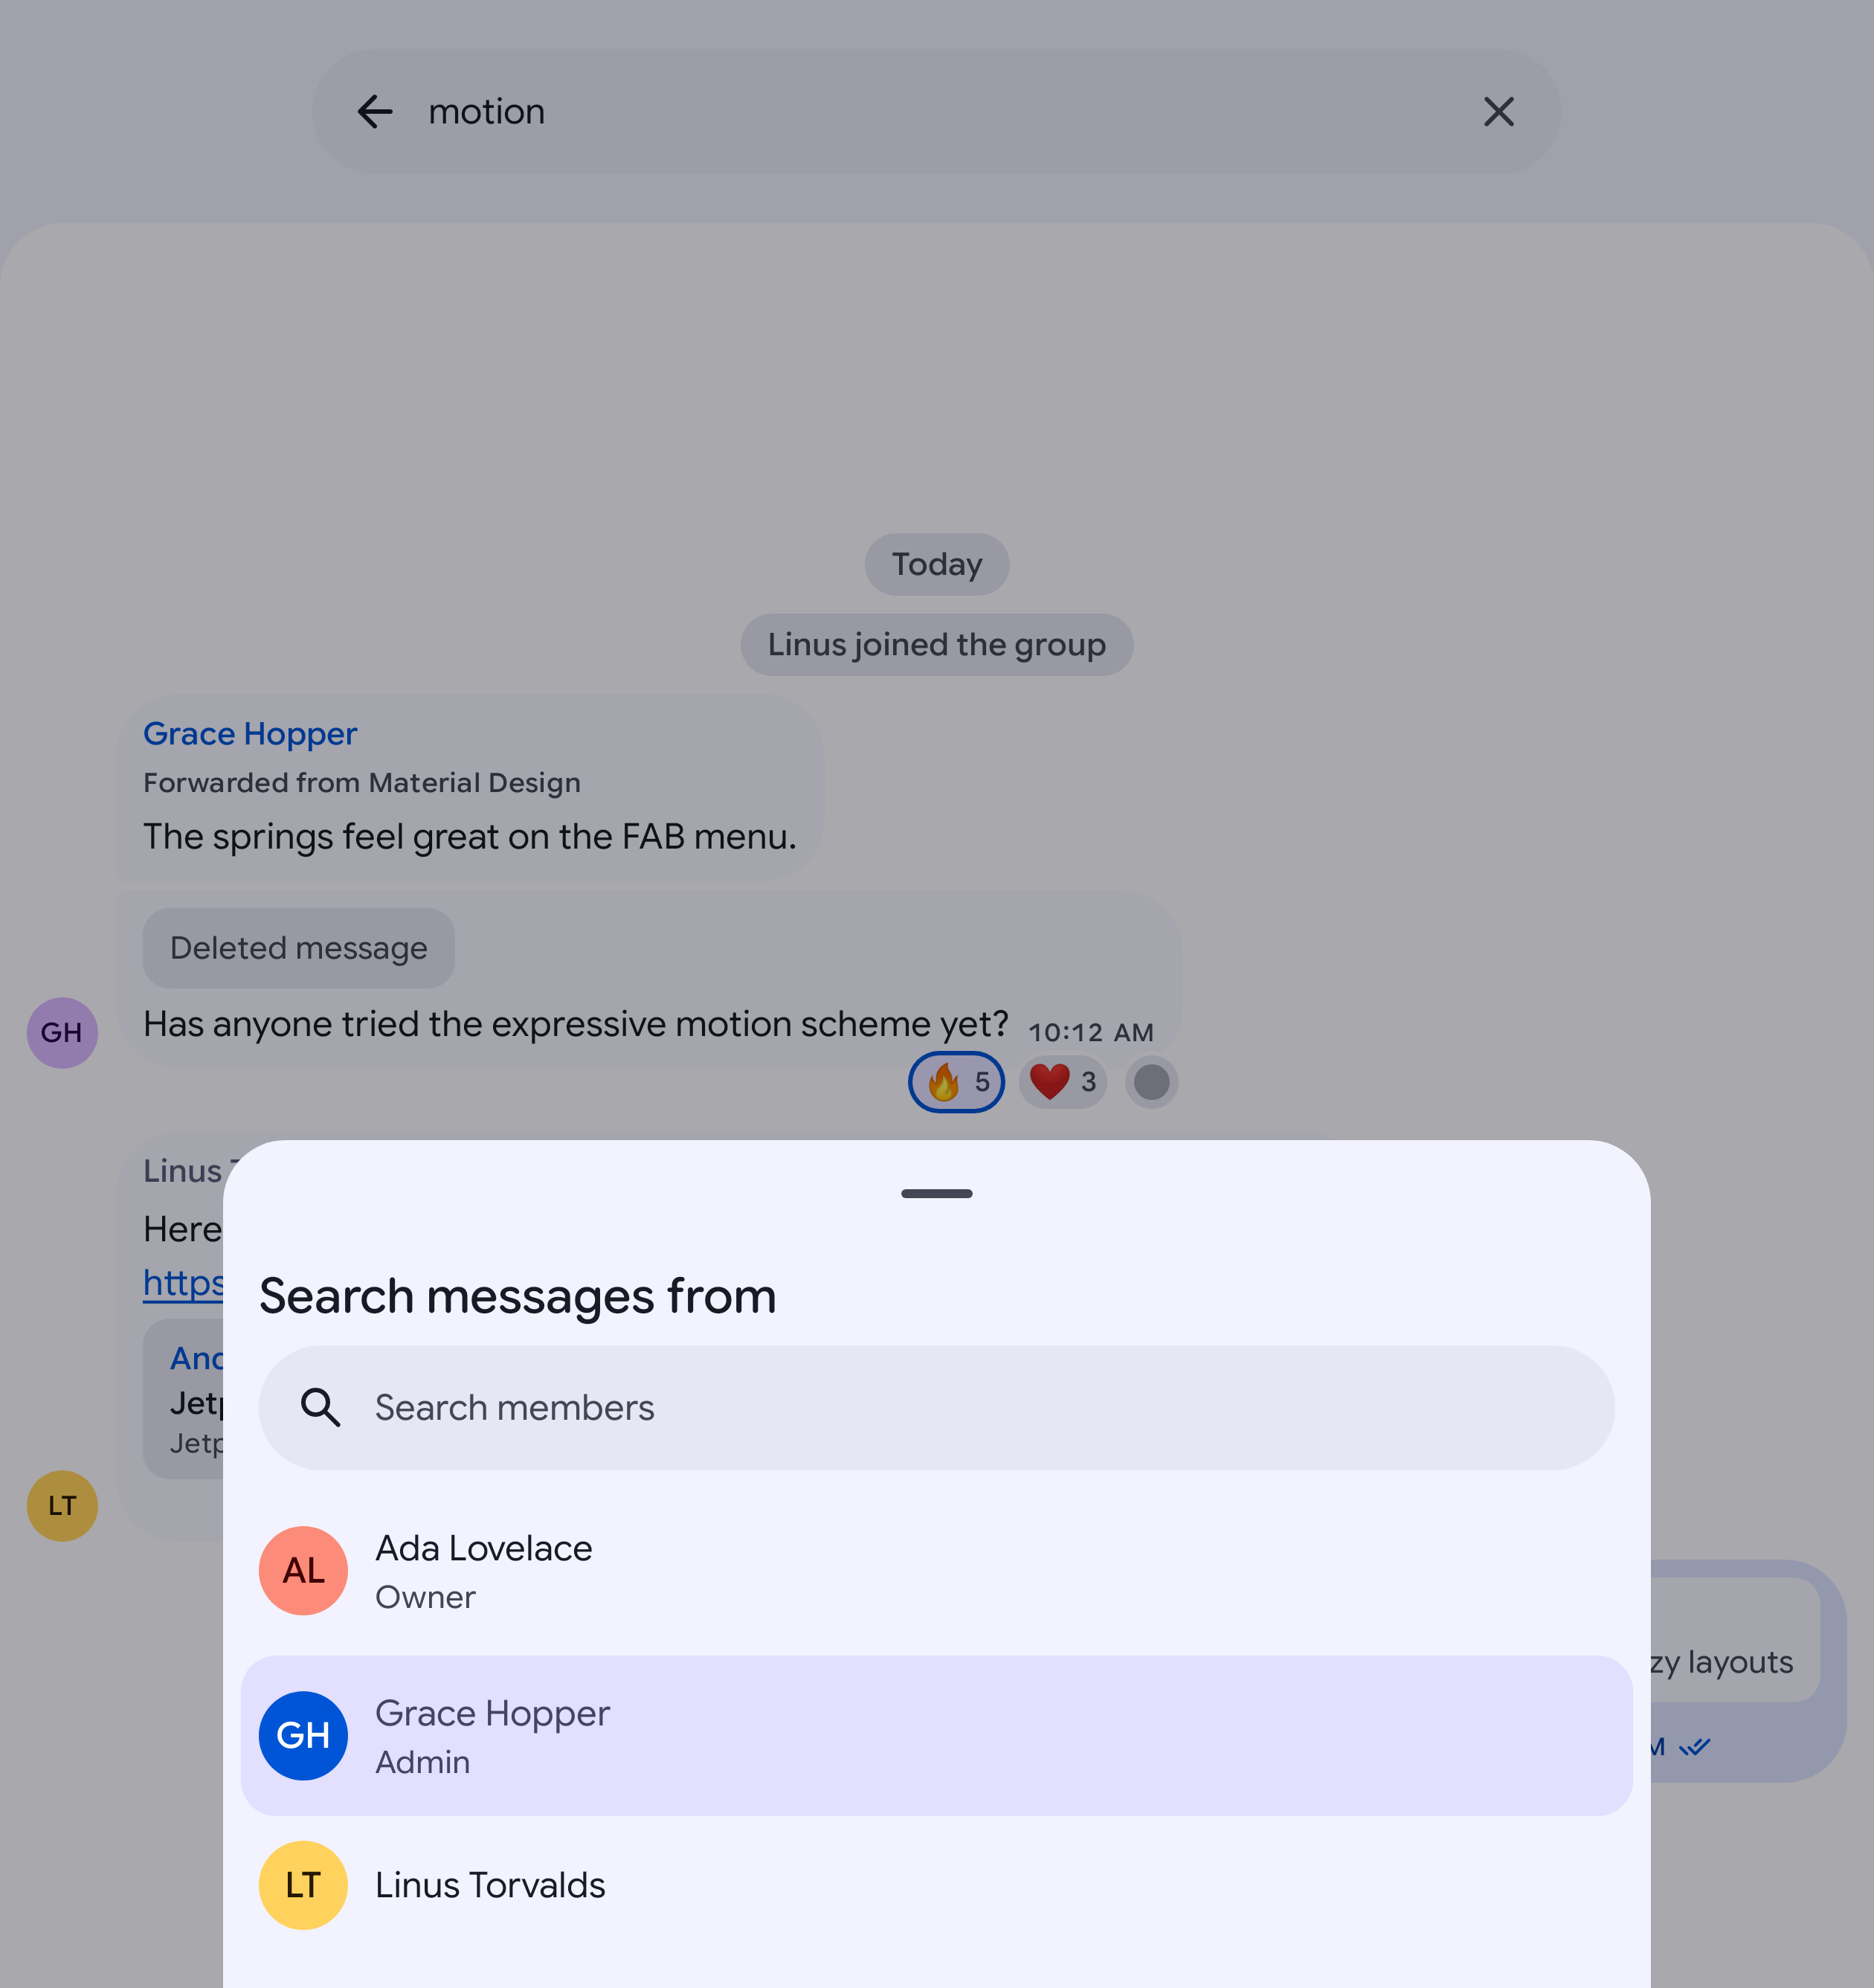 motion
Today
Linus joined the group
Grace Hopper
Forwarded from Material Design
The springs feel great on the FAB menu.
Deleted message
GH
Has anyone tried the expressive motion scheme yet? 10:12 AM
5
3
Linus
Here
https
Search messages from
Search members
LT
AL
Ada Lovelace
Owner
GH
Grace Hopper
Admin
zy layouts
LT
Linus Torvalds